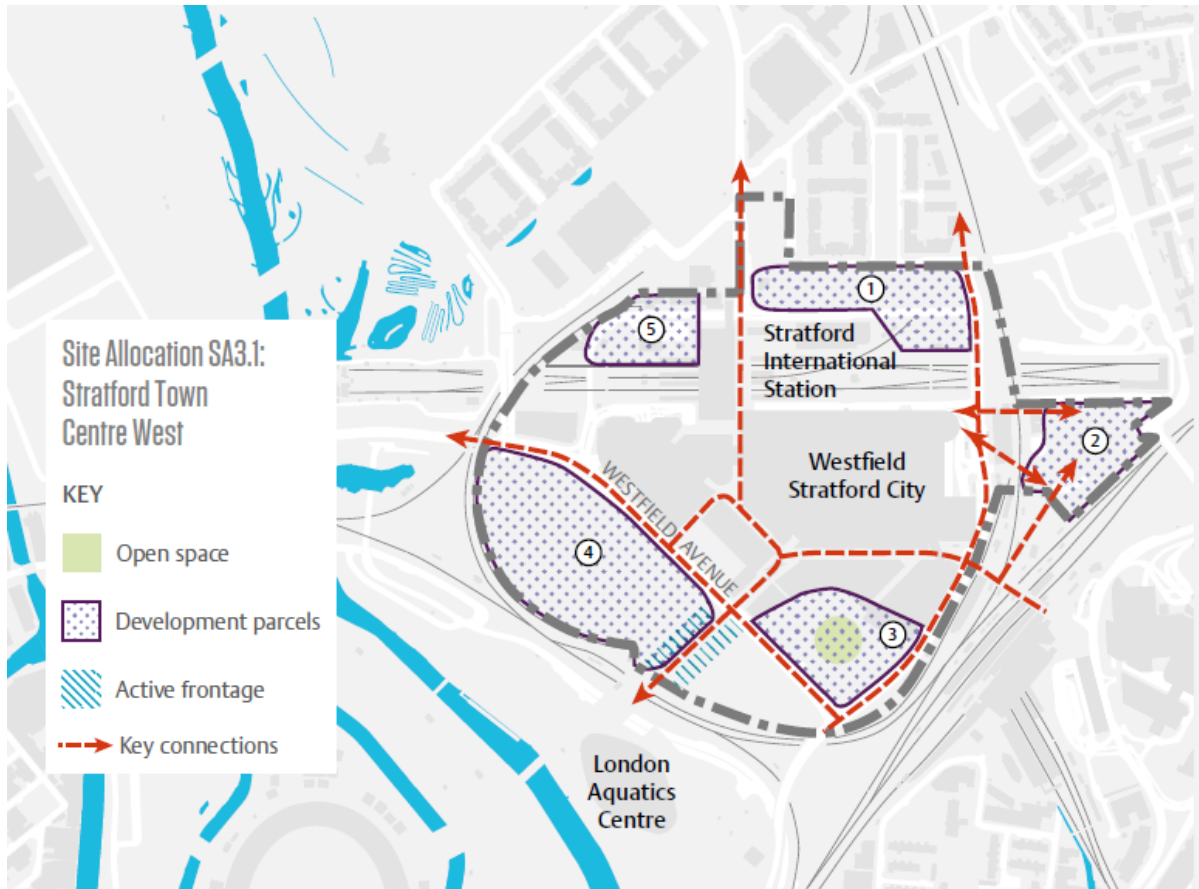 Site Allocation SA3.1:
Stratford Town
Centre West
KEY
Open space
Development parcels
Active frontage
Key connections
1
Stratford
International
Station
5
2
Westfield
Stratford City
WESTFIELD AVENUE
4
3
London
Aquatics
Centre